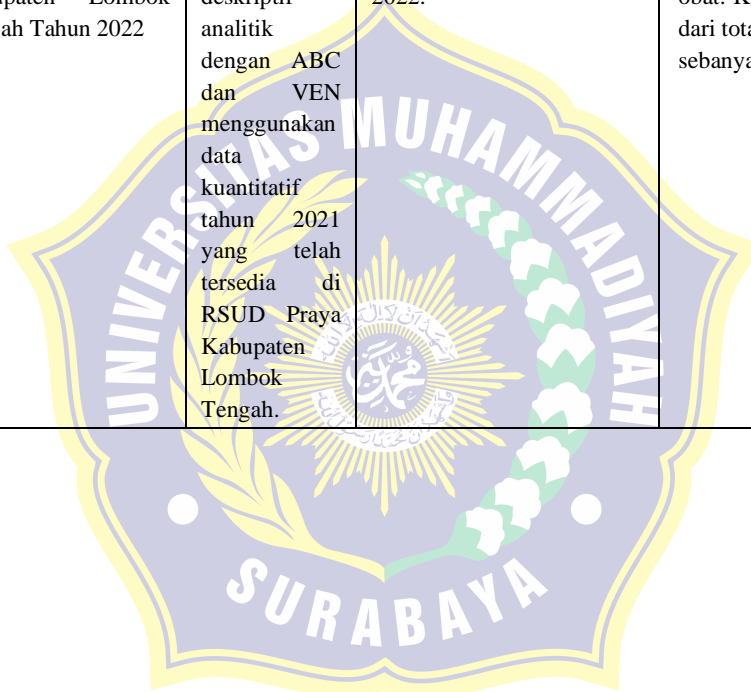 upaten Lombok
ah Tahun 2022
deskriptif
analitik
dengan ABC
dan VEN
menggunakan
data
kuantitatif
tahun 2021
yang telah
tersedia di
RSUD Praya
Kabupaten
Lombok
Tengah.
2022.
obat. K
dari tota
sebanya
UNIVERSITAS MUHAMMADIYAH
SURABAYA
محمدية